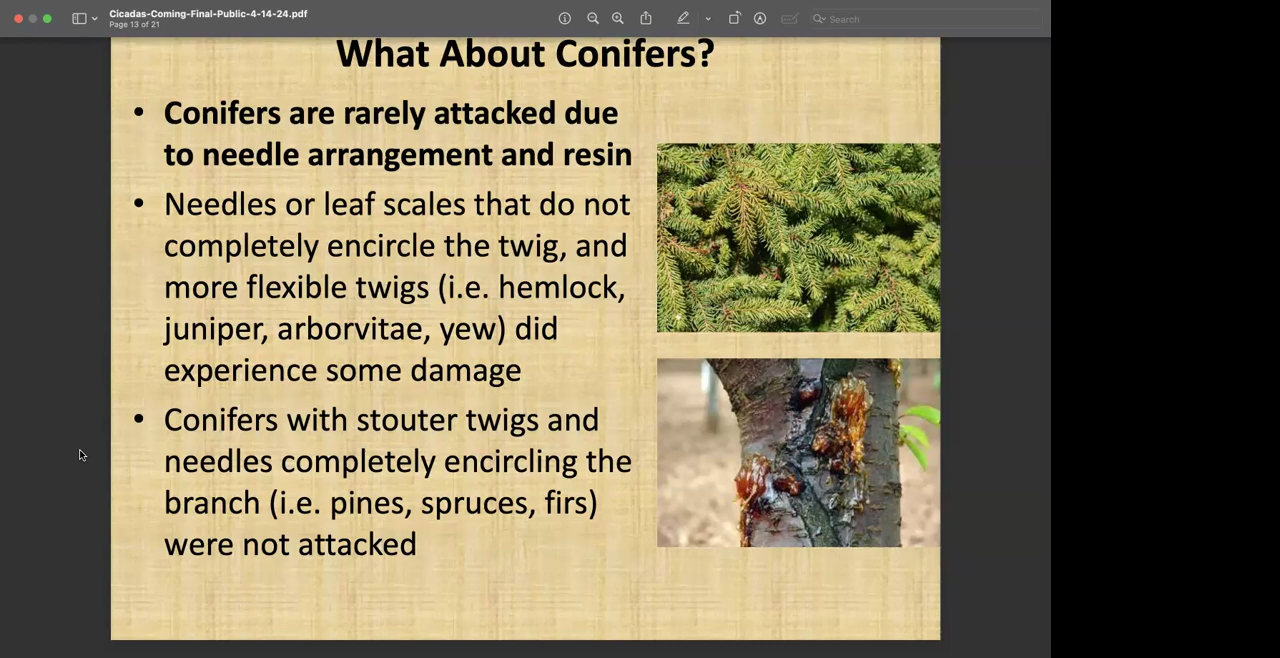 Cicadas-Coming-Final-Public-4-14-24.pdf
Page 13 of 21
Search
What About Conifers?
• Conifers are rarely attacked due
to needle arrangement and resin
• Needles or leaf scales that do not
completely encircle the twig, and
more flexible twigs (i.e. hemlock,
juniper, arborvitae, yew) did
experience some damage
• Conifers with stouter twigs and
needles completely encircling the
branch (i.e. pines, spruces, firs)
were not attacked